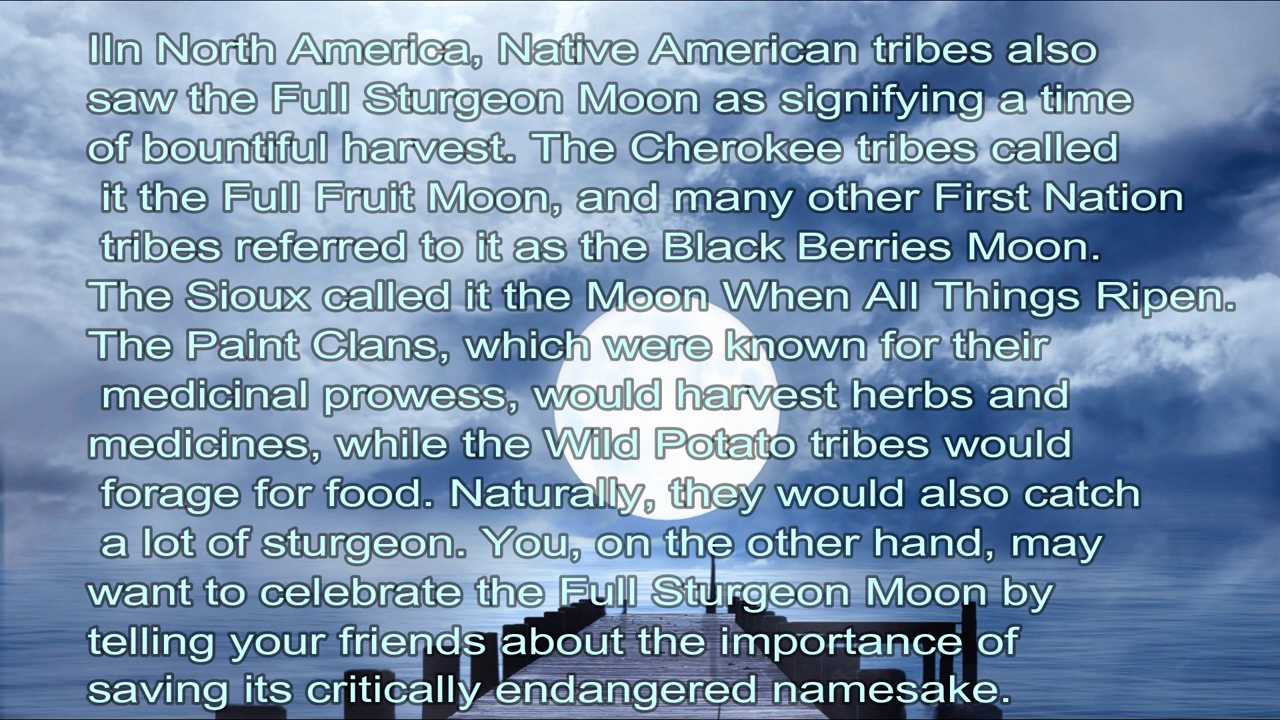 IIn North America, Native American tribes also
saw the Full Sturgeon Moon as signifying a time
of bountiful harvest. The Cherokee tribes called
it the Full Fruit Moon, and many other First Nation
tribes referred to it as the Black Berries Moon.
The Sioux called it the Moon When All Things Ripen.
The Paint Clans, which were known for their
medicinal prowess, would harvest herbs and
medicines, while the Wild Potato tribes would
forage for food. Naturally, they would also catch
a lot of sturgeon. You, on the other hand, may
want to celebrate the Full Sturgeon Moon by
telling your friends about the importance of
saving its critically endangered namesake.